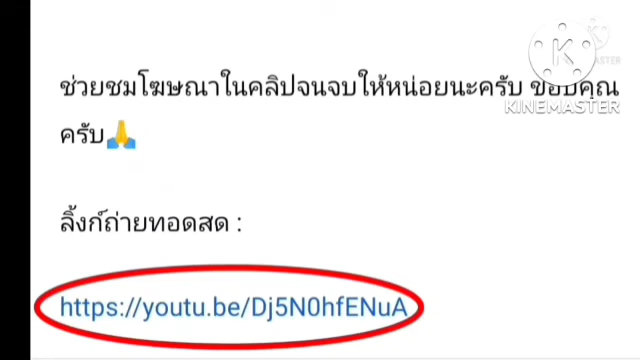 ช่วยชมโฆษณาในคลิปจนจบให้หน่อยนะครับ ขอบคุณ
ครับ🙏
KINEMASTER
ลิ้งก์ถ่ายทอดสด :
https://youtu.be/Dj5N0hfENuA